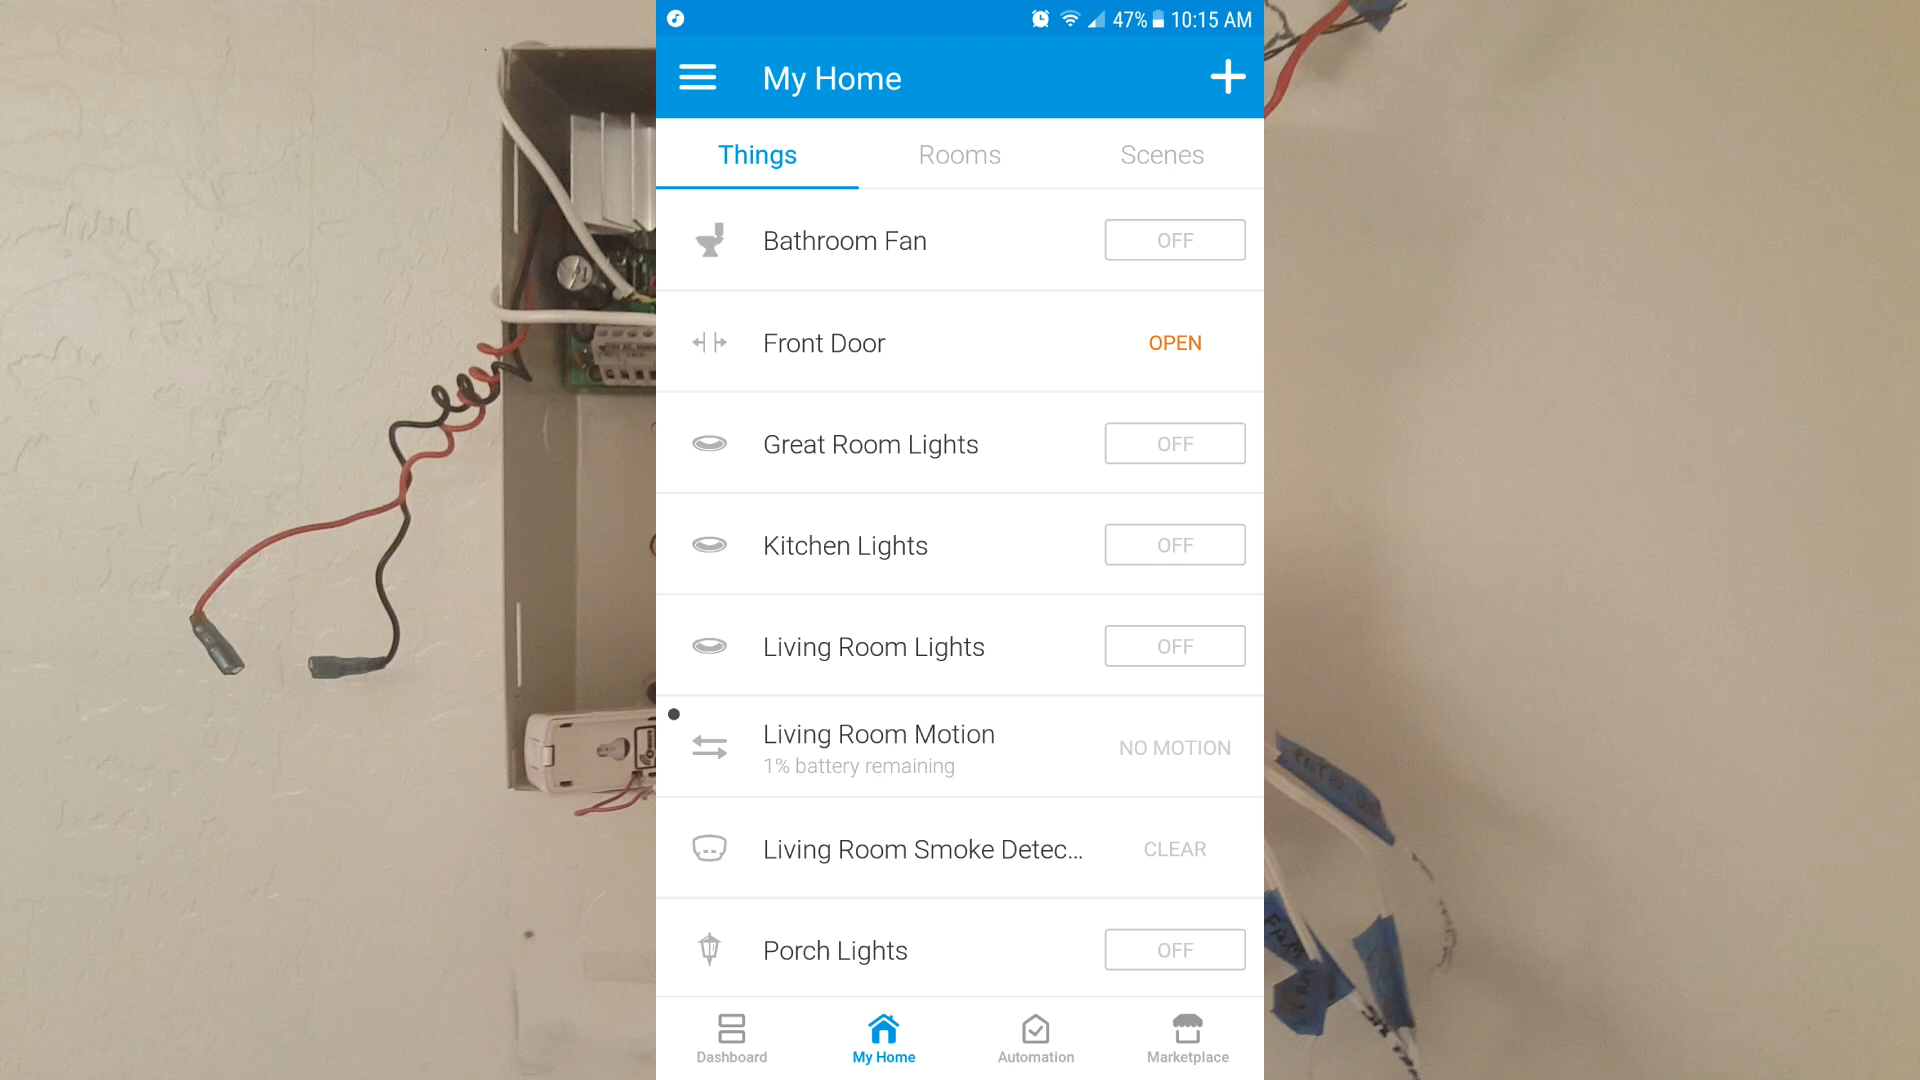 47% 10:15 AM
My Home
Things Rooms Scenes
Bathroom Fan OFF
Front Door OPEN
Great Room Lights OFF
Kitchen Lights OFF
Living Room Lights OFF
Living Room Motion NO MOTION
1% battery remaining
Living Room Smoke Detec... CLEAR
Porch Lights OFF
Dashboard My Home Automation Marketplace